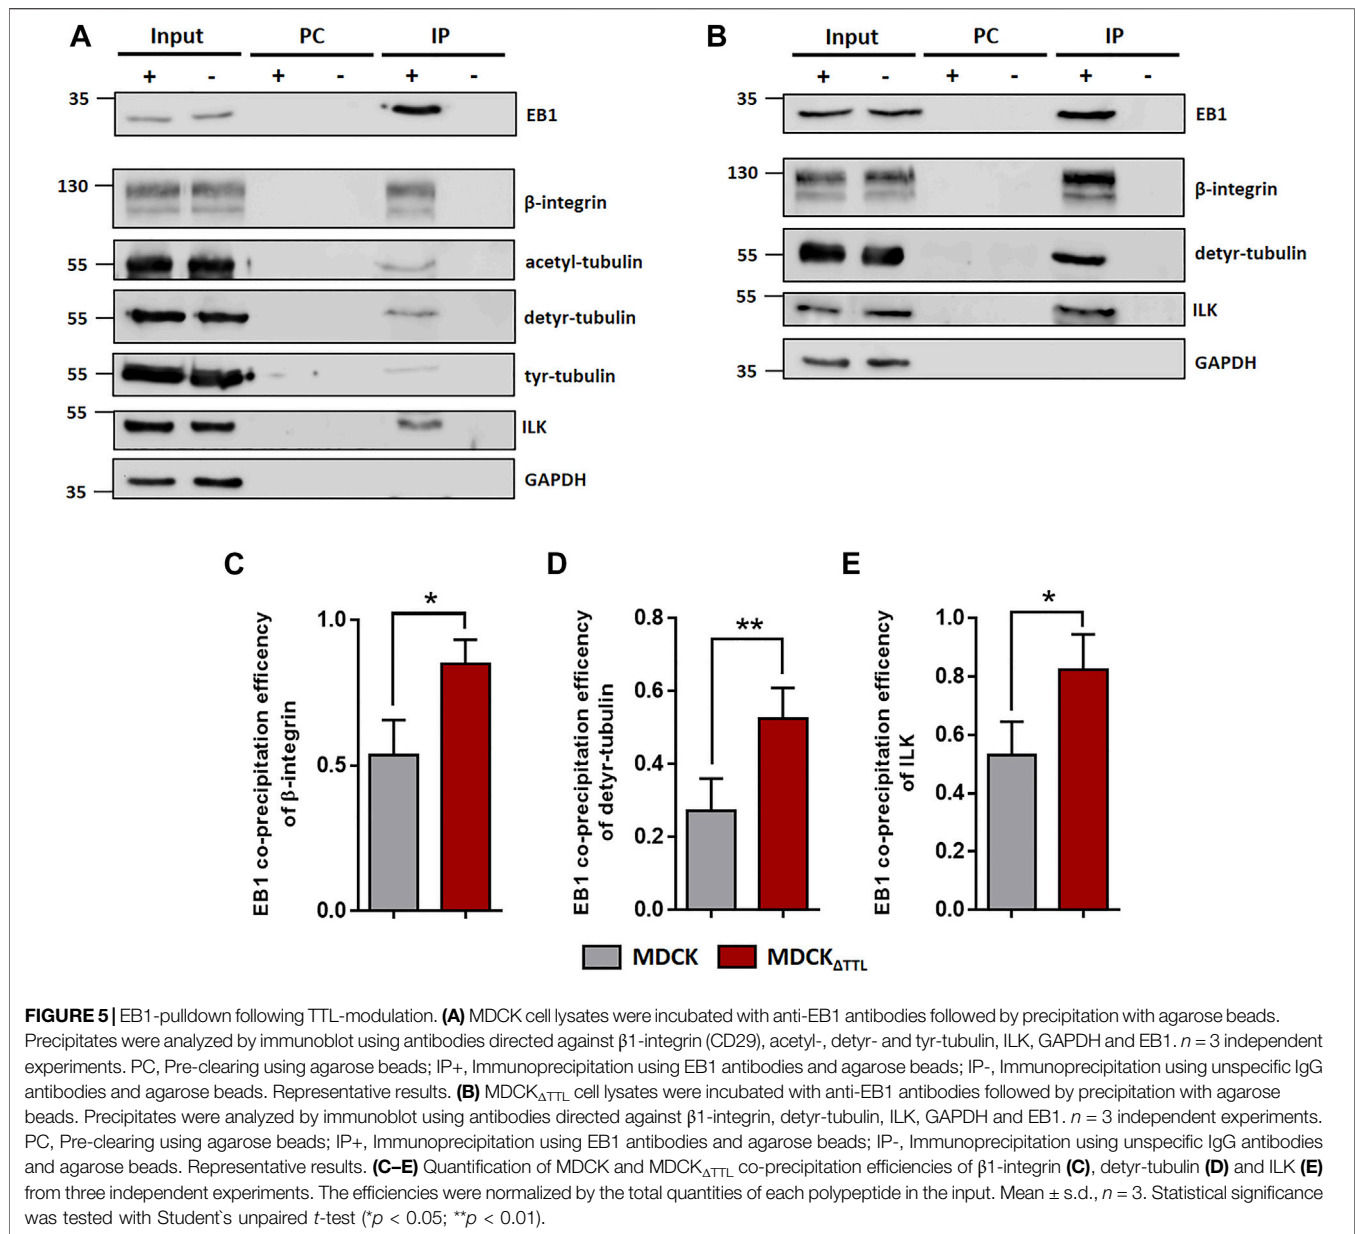 A
Input PC IP
+ - + - + -
35 EB1
130 β-integrin
55 acetyl-tubulin
55 detyr-tubulin
55 tyr-tubulin
55 ILK
35 GAPDH
B
Input PC IP
+ - + - + -
35 EB1
130 β-integrin
55 detyr-tubulin
55 ILK
35 GAPDH
C
EB1 co-precipitation efficency
of β-integrin
1.0
0.5
0.0
*
D
EB1 co-precipitation efficency
of detyr-tubulin
0.8
0.6
0.4
0.2
0.0
**
E
EB1 co-precipitation efficency
of ILK
1.0
0.8
0.6
0.4
0.2
0.0
*
MDCK MDCKΔTTL
FIGURE 5 | EB1-pulldown following TTL-modulation. (A) MDCK cell lysates were incubated with anti-EB1 antibodies followed by precipitation with agarose beads.
Precipitates were analyzed by immunoblot using antibodies directed against β1-integrin (CD29), acetyl-, detyr- and tyr-tubulin, ILK, GAPDH and EB1. n = 3 independent
experiments. PC, Pre-clearing using agarose beads; IP+, Immunoprecipitation using EB1 antibodies and agarose beads; IP-, Immunoprecipitation using unspecific IgG
antibodies and agarose beads. Representative results. (B) MDCKΔTTL cell lysates were incubated with anti-EB1 antibodies followed by precipitation with agarose
beads. Precipitates were analyzed by immunoblot using antibodies directed against β1-integrin, detyr-tubulin, ILK, GAPDH and EB1. n = 3 independent experiments.
PC, Pre-clearing using agarose beads; IP+, Immunoprecipitation using EB1 antibodies and agarose beads; IP-, Immunoprecipitation using unspecific IgG antibodies
and agarose beads. Representative results. (C–E) Quantification of MDCK and MDCKΔTTL co-precipitation efficiencies of β1-integrin (C), detyr-tubulin (D) and ILK (E)
from three independent experiments. The efficiencies were normalized by the total quantities of each polypeptide in the input. Mean ± s.d., n = 3. Statistical significance
was tested with Student`s unpaired t-test (*p < 0.05; **p < 0.01).